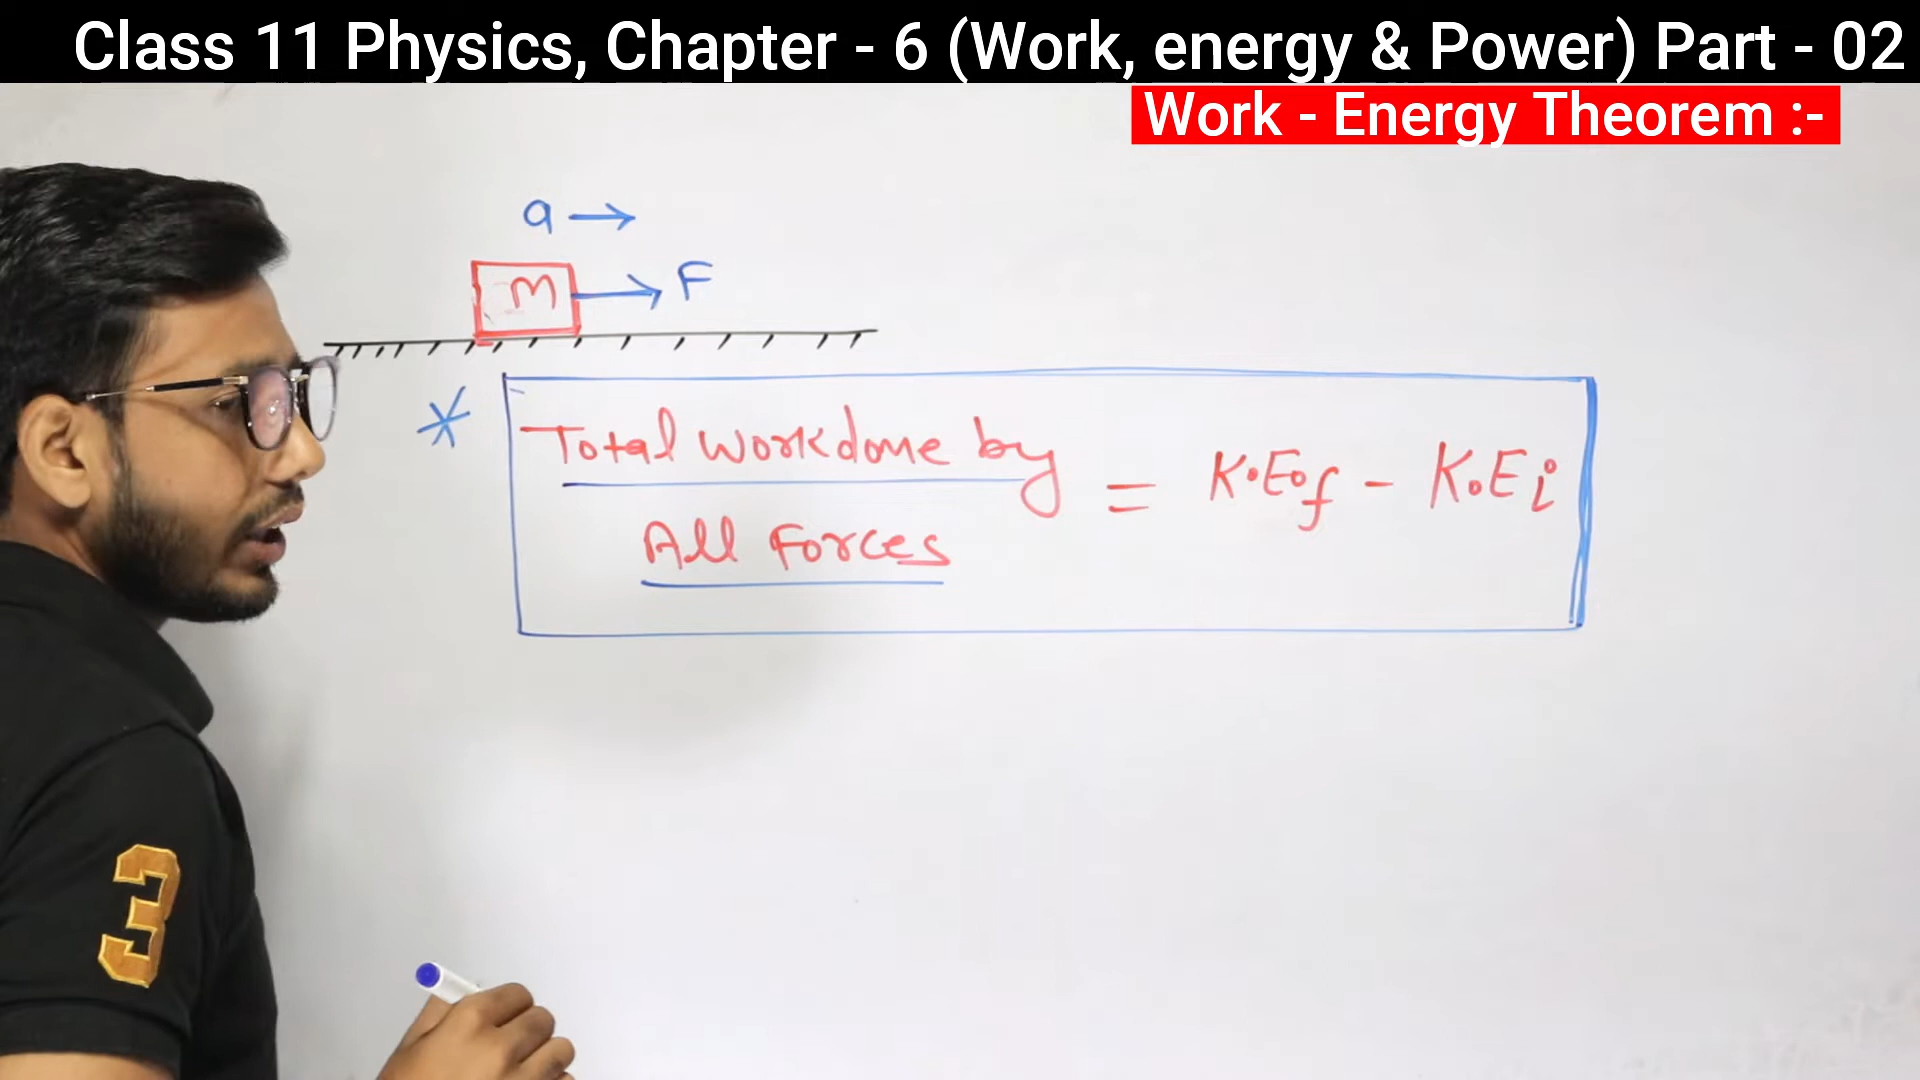 Class 11 Physics, Chapter - 6 (Work, energy & Power) Part - 02
Work - Energy Theorem :-
a →
m → F
* Total workdone by = K.E.f - K.Ei
All Forces
3